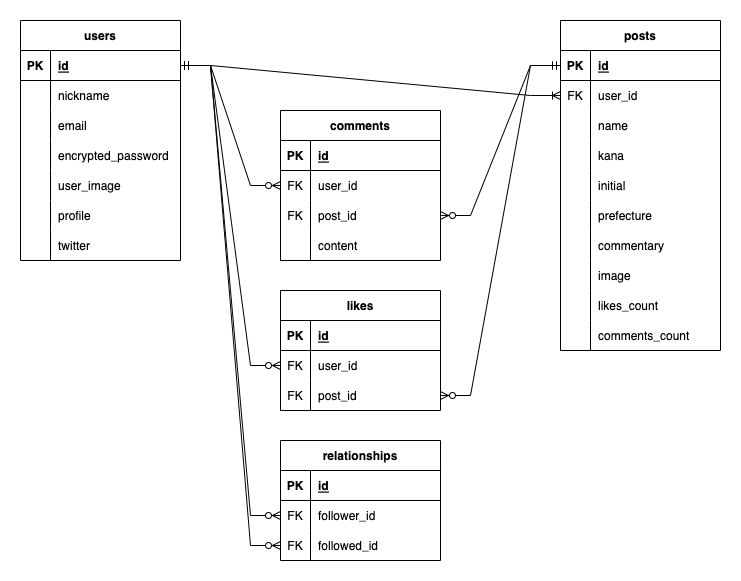 users
PK id
nickname
email
encrypted_password
user_image
profile
twitter
comments
PK id
FK user_id
FK post_id
content
likes
PK id
FK user_id
FK post_id
relationships
PK id
FK follower_id
FK followed_id
posts
PK id
FK user_id
name
kana
initial
prefecture
commentary
image
likes_count
comments_count